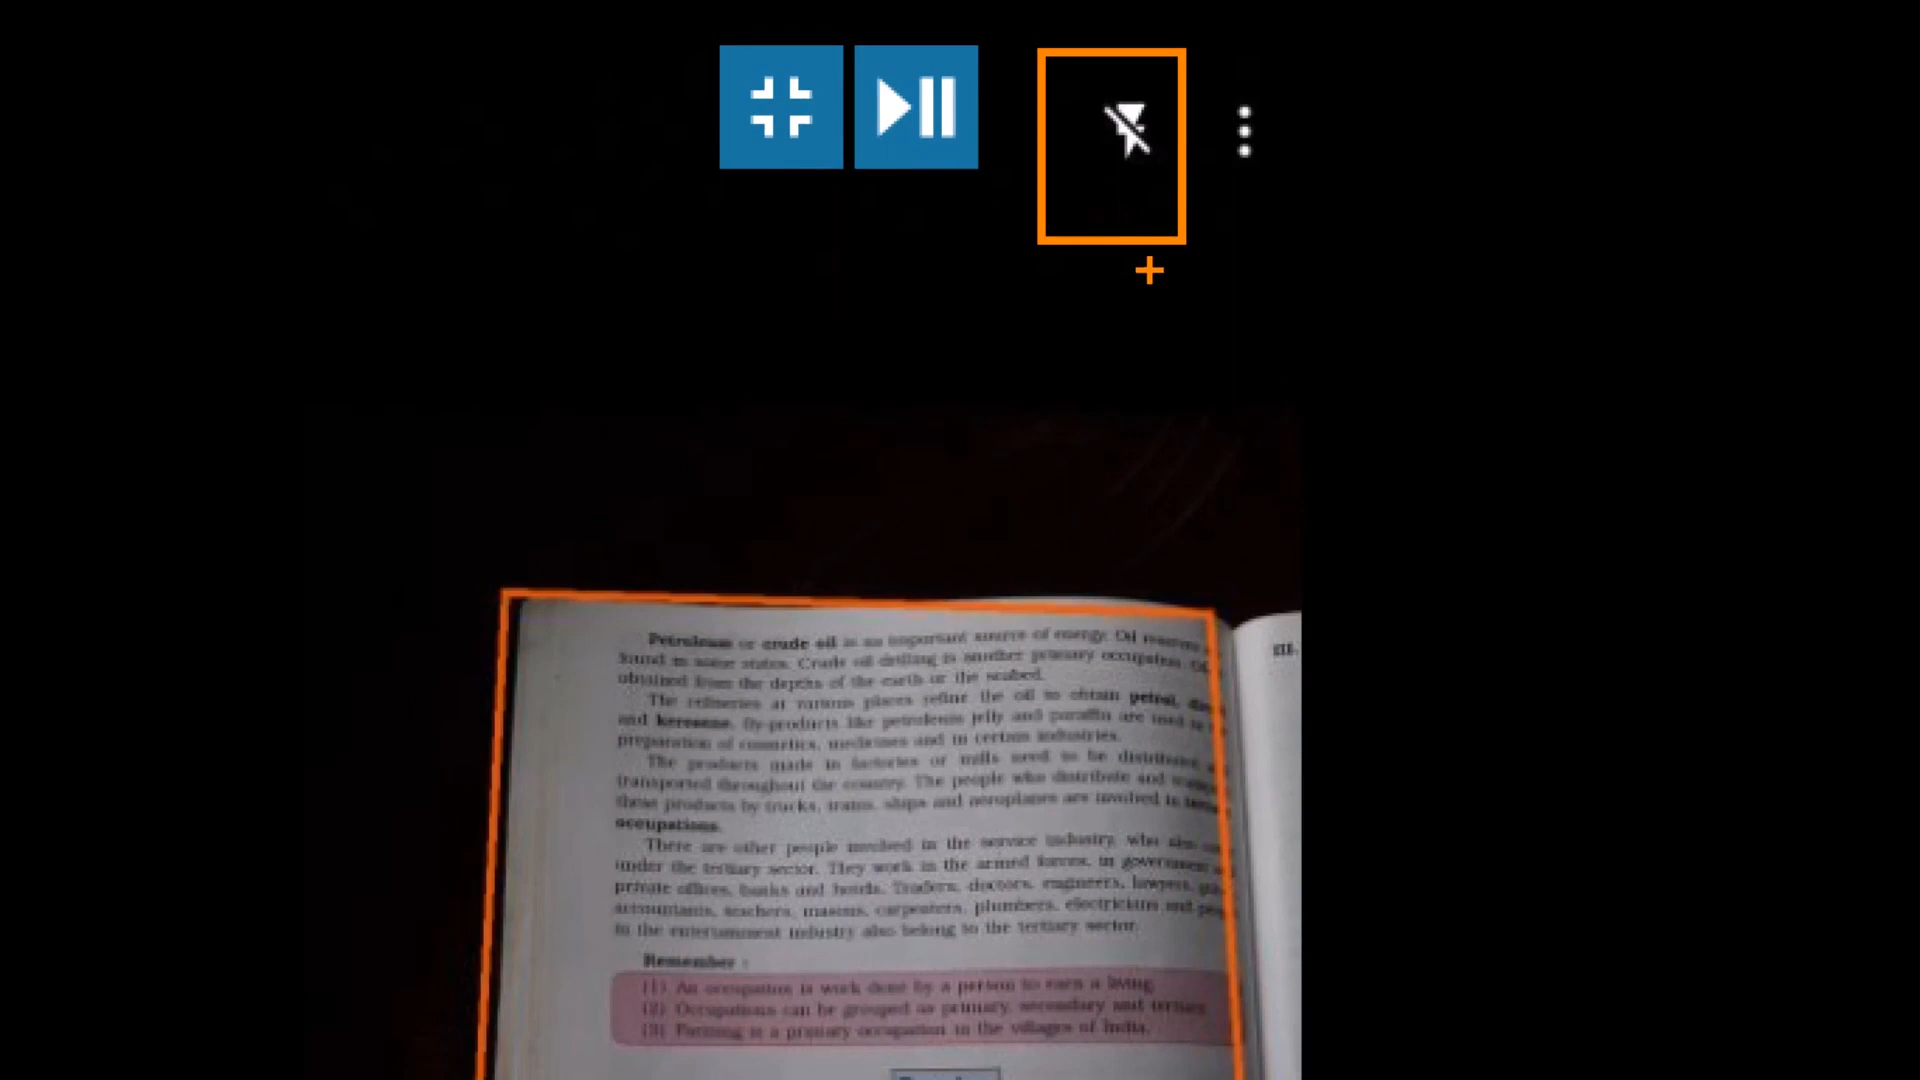 Petroleum or crude oil is an important source of energy. Oil reserves
found in some states. Crude oil drilling is another primary occupation.
obtained from the depths of the earth or the seabed.
III.
The refineries at various places refine the oil to obtain petrol,
and kerosene. By-products like petroleum jelly and paraffin are used in
preparation of cosmetics, medicines and in certain industries.
The products made in factories or mills need to be distributed
transported throughout the country. The people who distribute and
these products by trucks, trains, ships and aeroplanes are involved in
occupations.
There are other people involved in the service industry, who also
under the tertiary sector. They work in the armed forces, in government
private offices, banks and hotels. Traders, doctors, engineers, lawyers,
accountants, teachers, masons, carpenters, plumbers, electricians and
in the entertainment industry also belong to the tertiary sector.
Remember :
(1) An occupation is work done by a person to earn a living.
(2) Occupations can be grouped as primary, secondary and tertiary.
(3) Farming is a primary occupation in the villages of India.